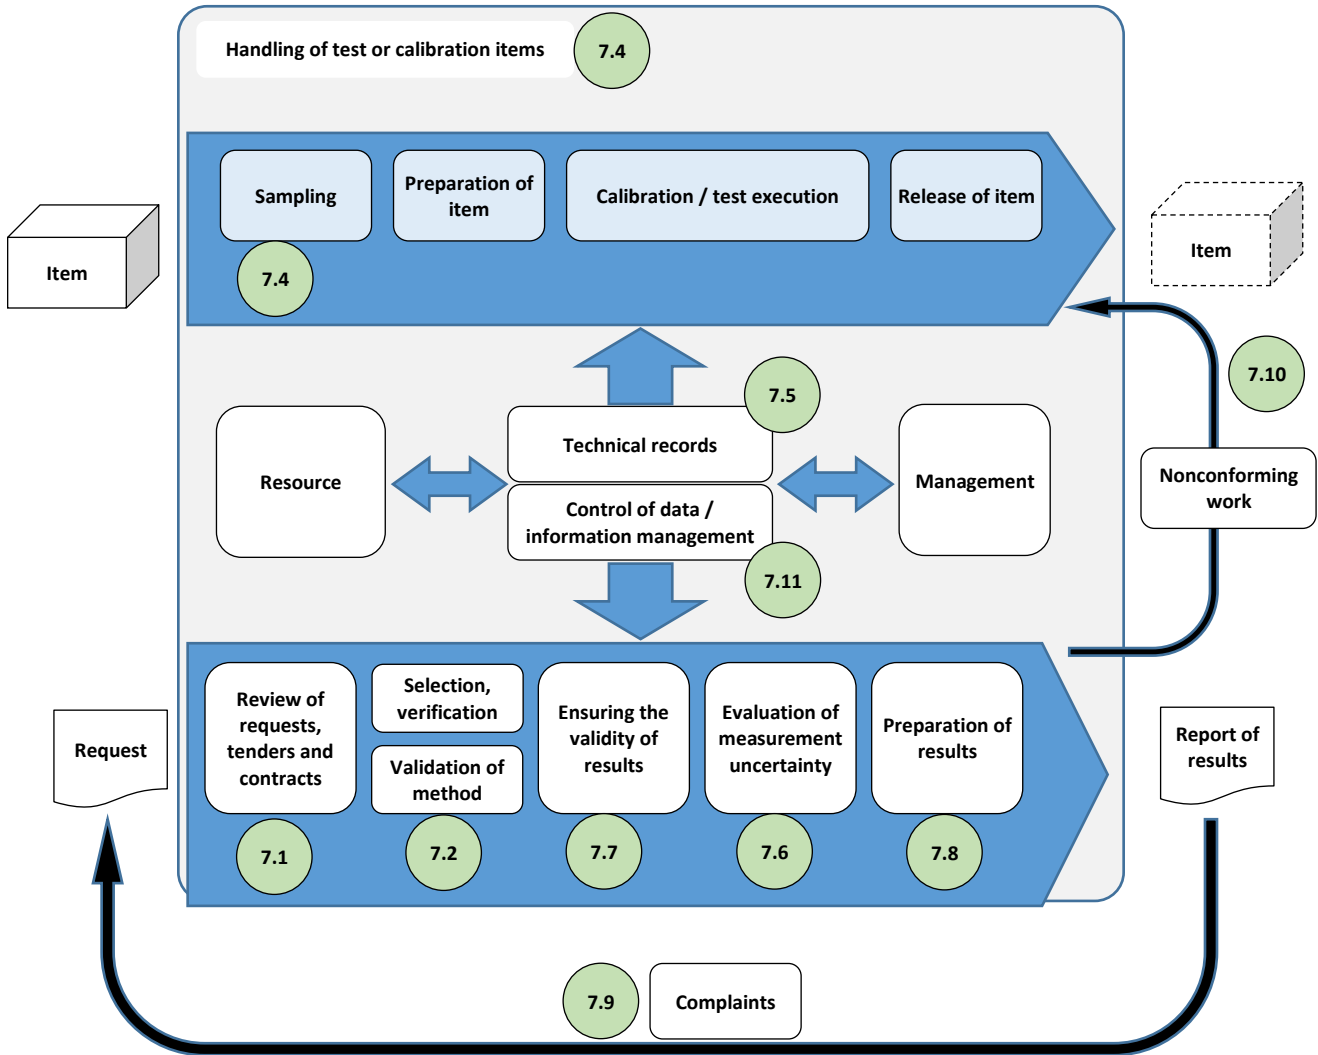 Handling of test or calibration items
7.4
Sampling
Preparation of
item
Calibration / test execution
Release of item
7.4
Item
Item
7.10
7.5
Technical records
Resource
Management
Control of data /
information management
7.11
Nonconforming
work
Request
Review of
requests,
tenders and
contracts
Selection,
verification
Validation of
method
Ensuring the
validity of
results
Evaluation of
measurement
uncertainty
Preparation of
results
Report of
results
7.1
7.2
7.7
7.6
7.8
7.9
Complaints